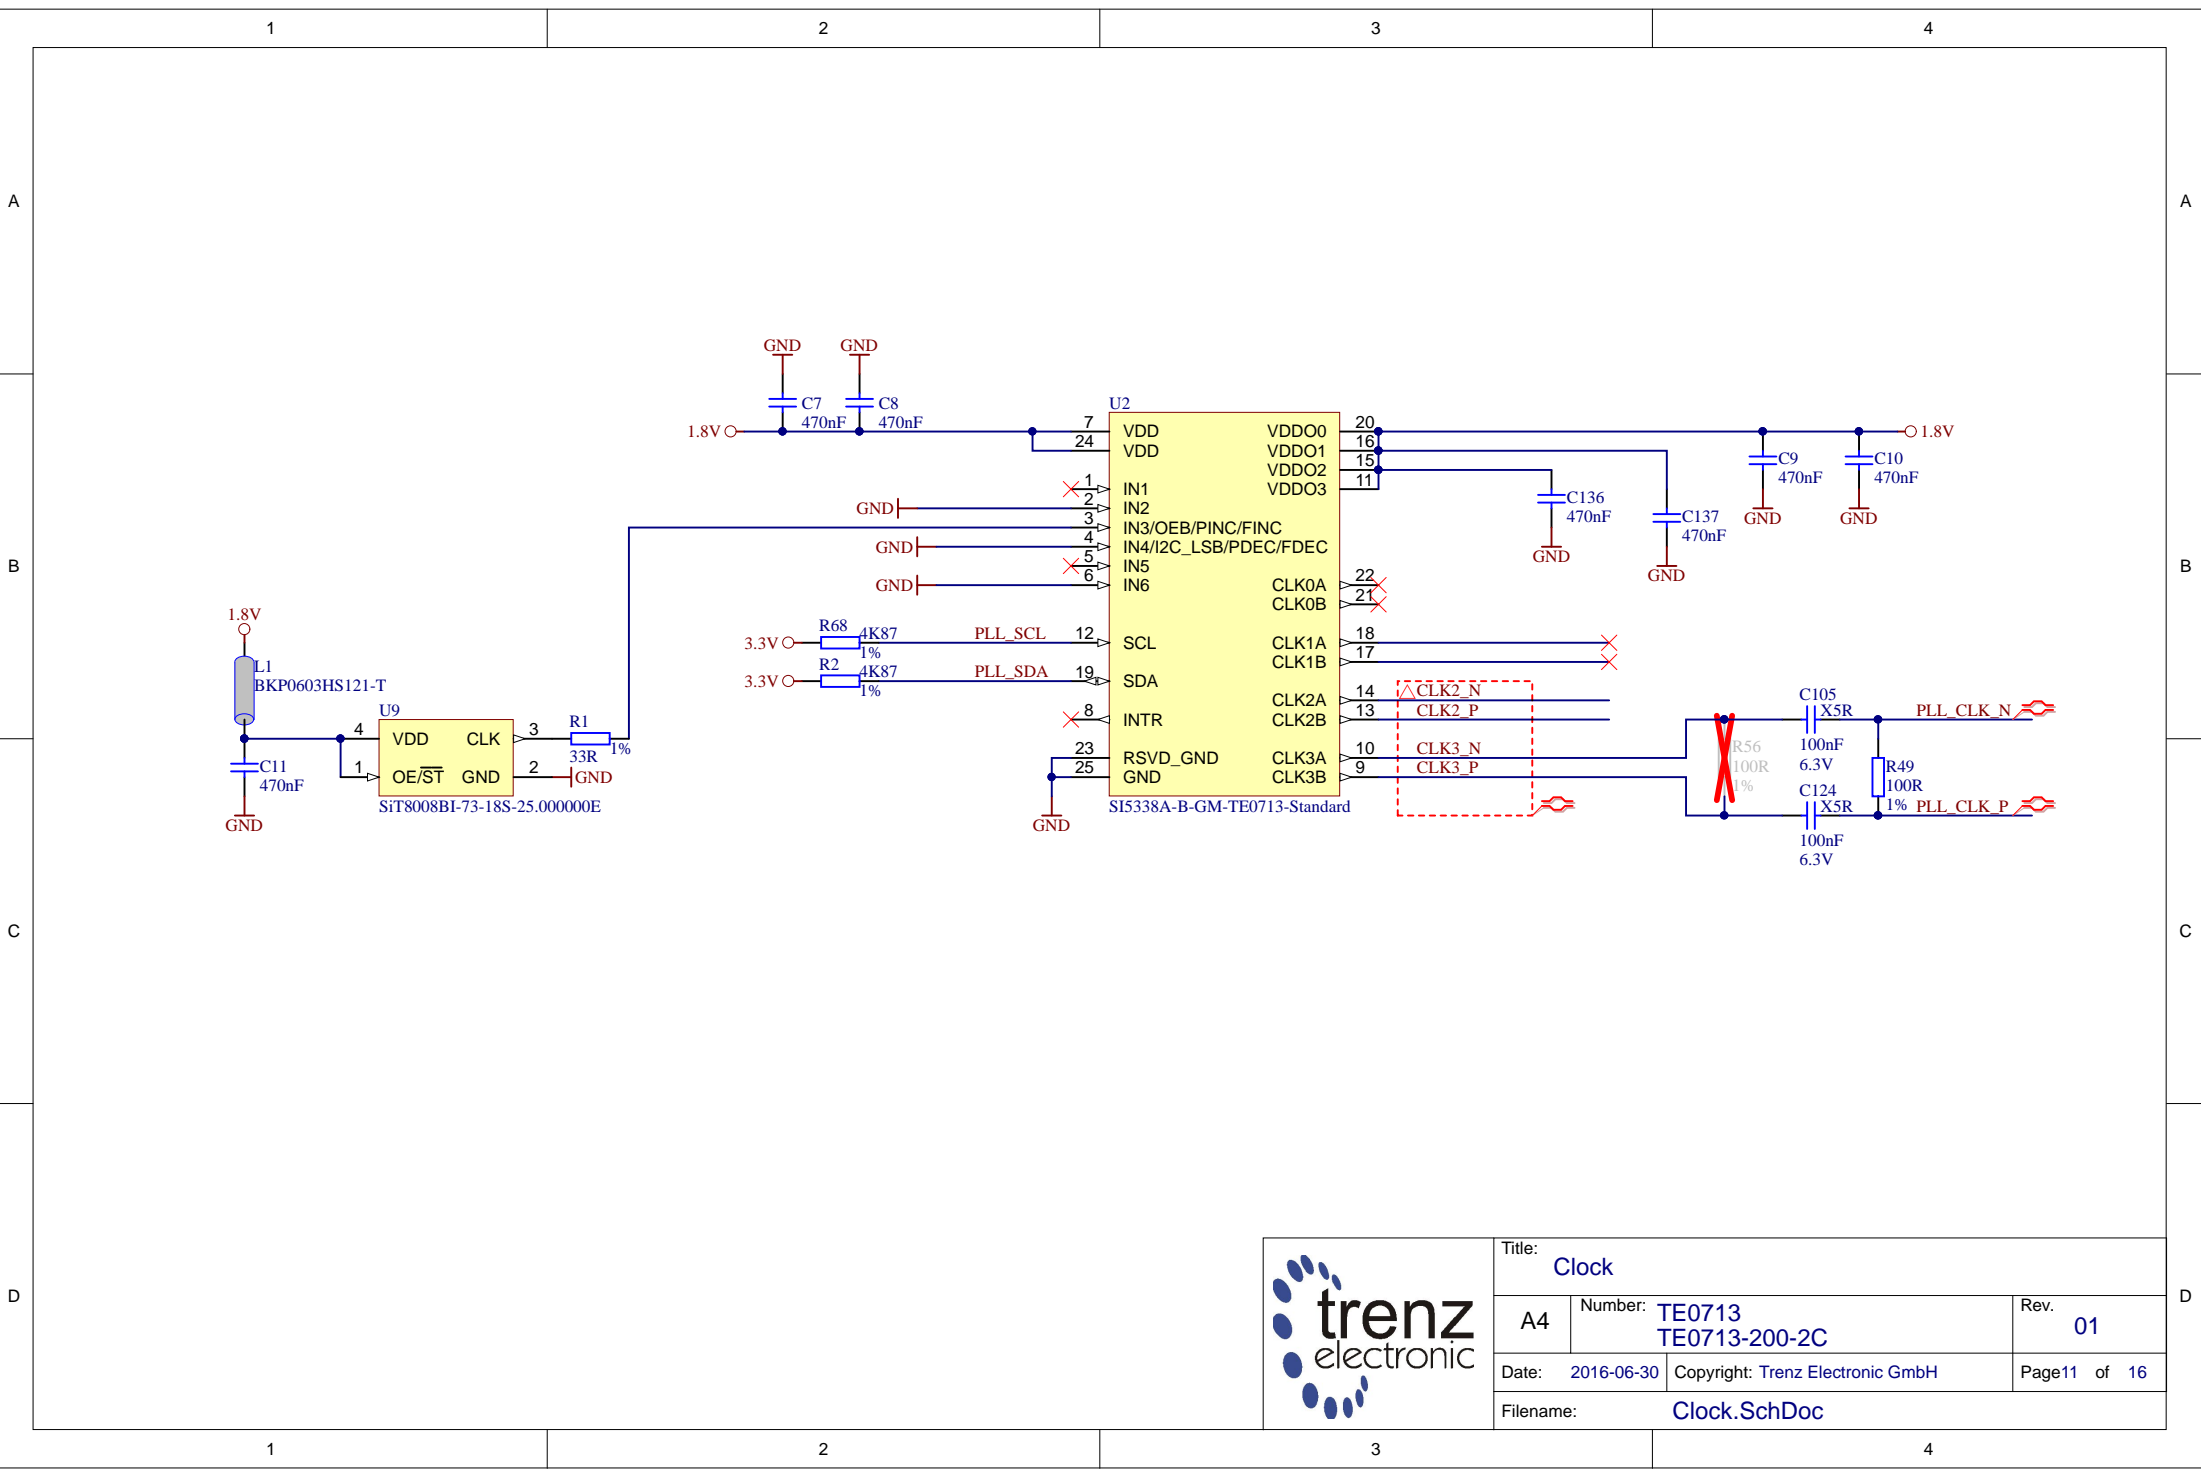 1 2 3 4
A A
B B
C C
D D
GND GND
C7
470nF
C8
470nF
1.8V
U2
7 VDD
24 VDD
1 IN1
GND 2 IN2
3 IN3/OEB/PINC/FINC
GND 4 IN4/I2C_LSB/PDEC/FDEC
5 IN5
GND 6 IN6
3.3V R68 4K87 1% PLL_SCL 12 SCL
3.3V R2 4K87 1% PLL_SDA 19 SDA
8 INTR
23 RSVD_GND
25 GND
GND
VDDO0 20
VDDO1 16
VDDO2 15
VDDO3 11
CLK0A 22
CLK0B 21
CLK1A 18
CLK1B 17
CLK2A 14 CLK2_N
CLK2B 13 CLK2_P
CLK3A 10 CLK3_N
CLK3B 9 CLK3_P
SI5338A-B-GM-TE0713-Standard
1.8V
C9
470nF
GND
C10
470nF
GND
C136
470nF
GND
C137
470nF
GND
1.8V
L1
BKP0603HS121-T
C11
470nF
GND
U9
4 VDD CLK 3
1 OE/ST GND 2 GND
SiT8008BI-73-18S-25.000000E
R1
33R
1%
R56
100R
1%
C105
X5R
100nF
6.3V
C124
X5R
100nF
6.3V
R49
100R
1%
PLL_CLK_N
PLL_CLK_P
trenz
electronic
Title:
Clock
A4
Number: TE0713
TE0713-200-2C
Rev.
01
Date: 2016-06-30 Copyright: Trenz Electronic GmbH Page11 of 16
Filename: Clock.SchDoc
1 2 3 4